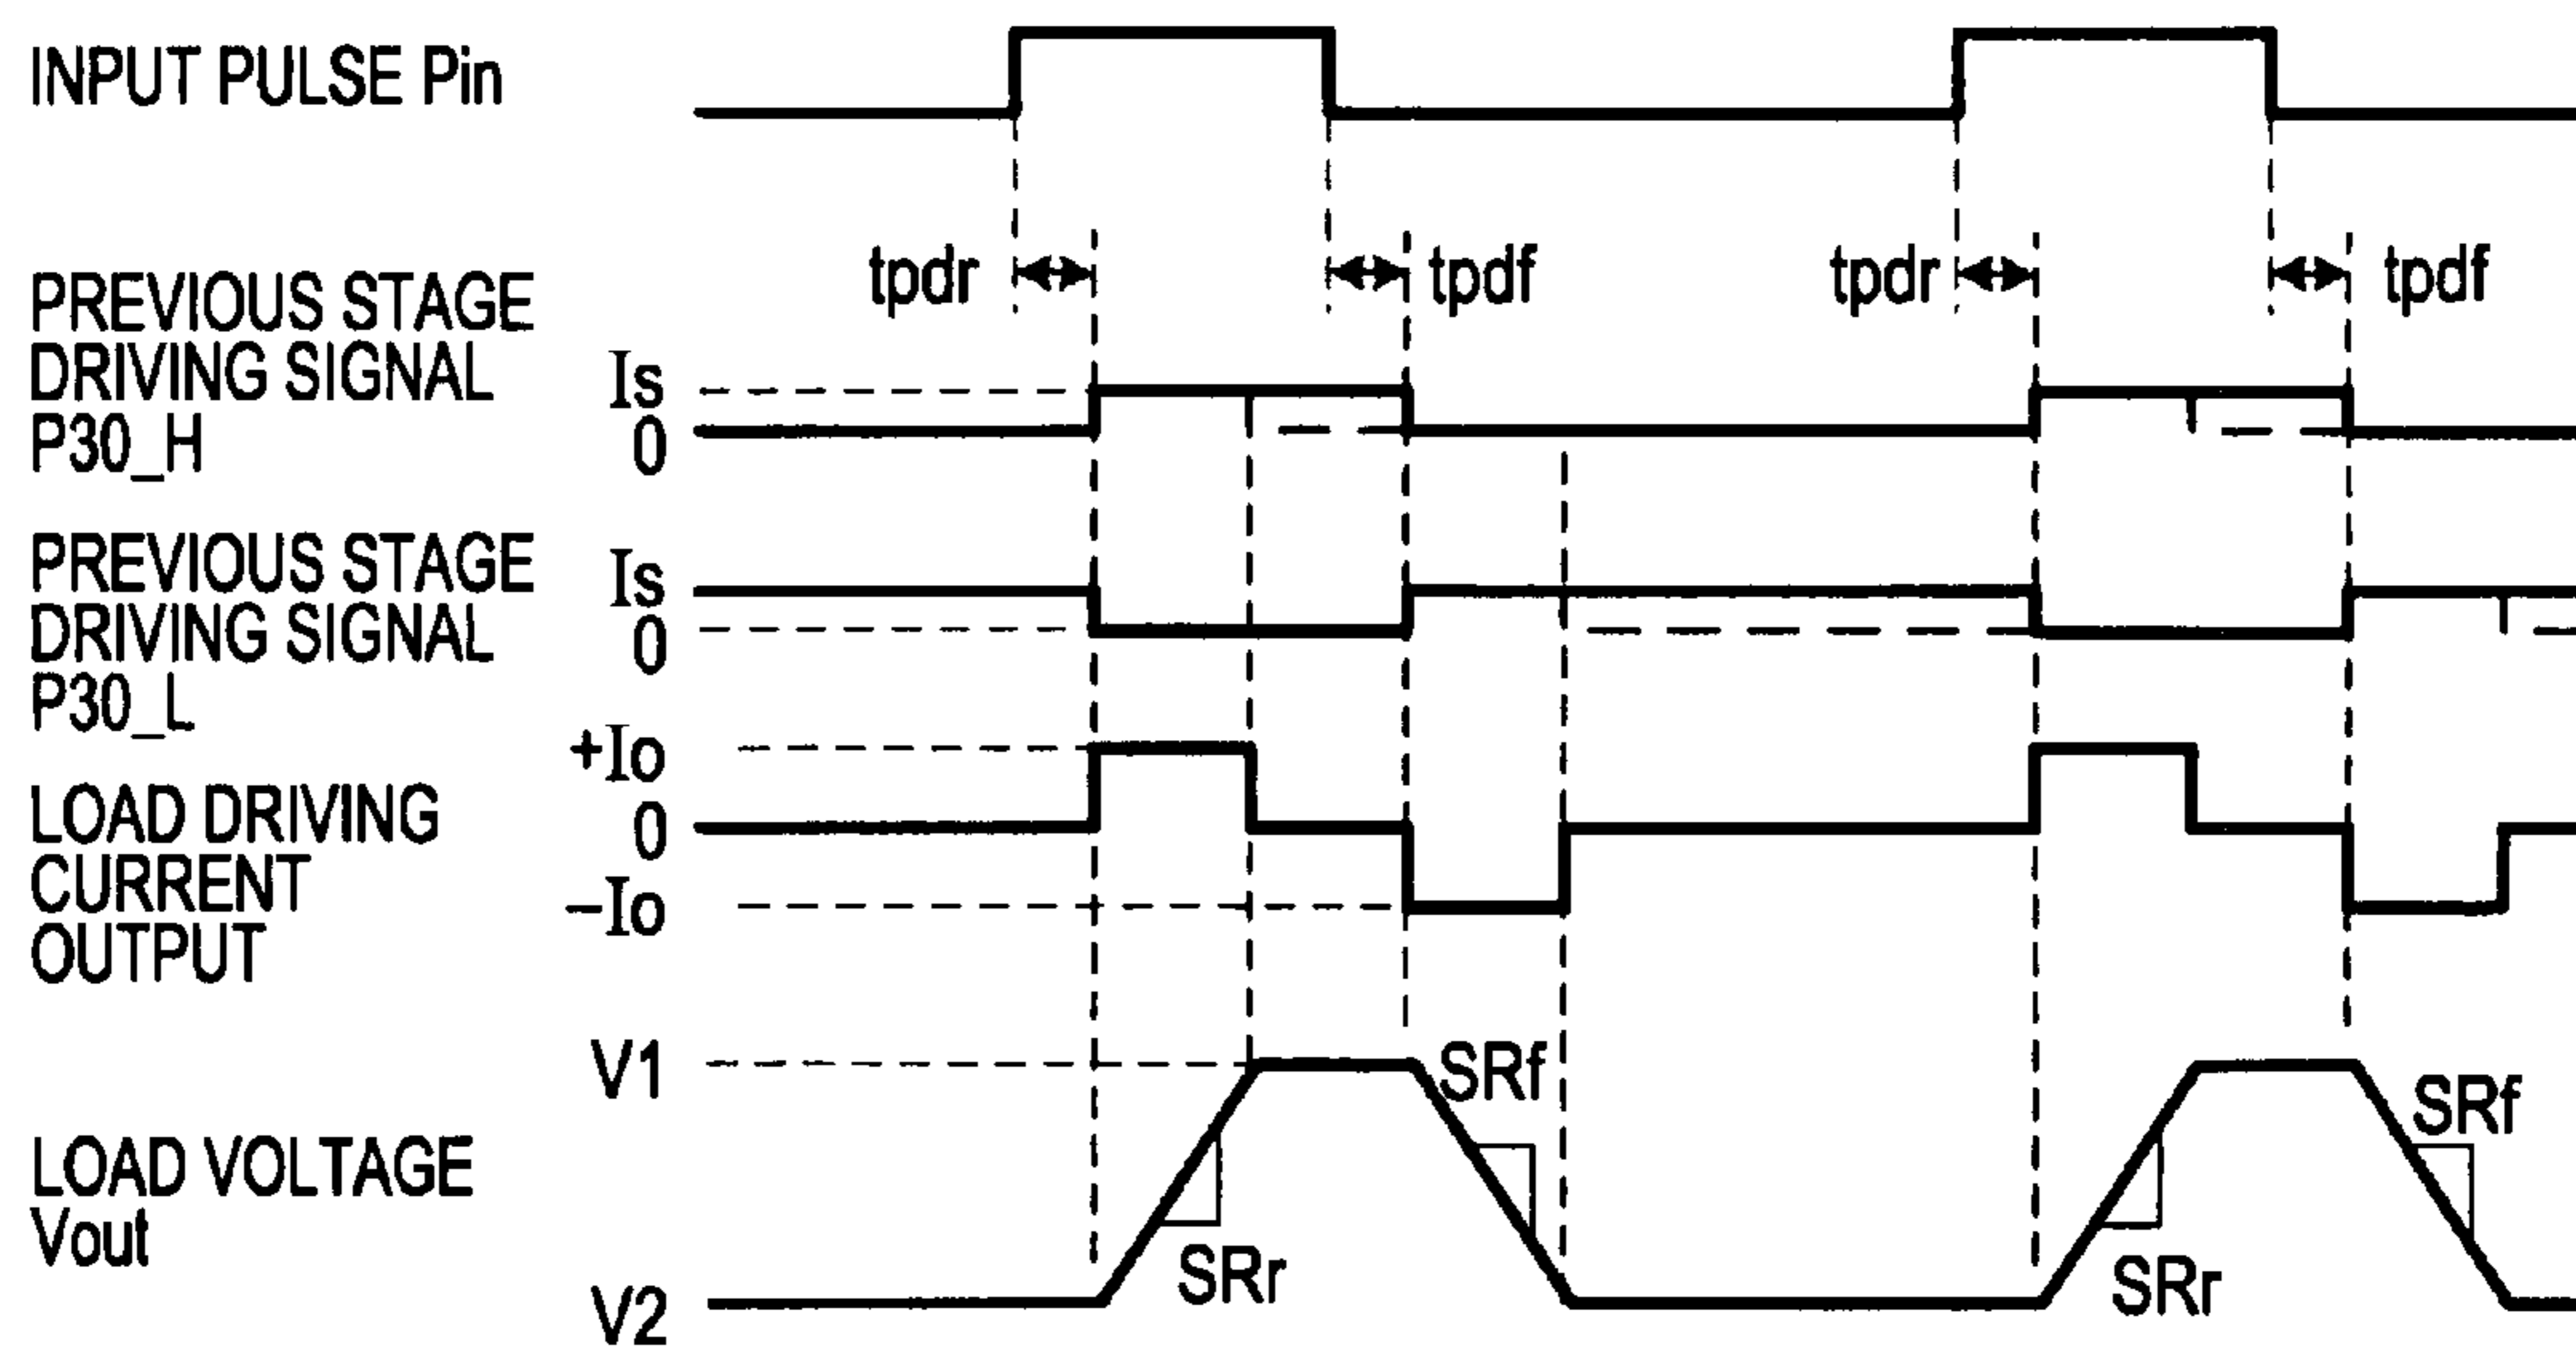 INPUT PULSE Pin
tpdr
tpdf
tpdr
tpdf
PREVIOUS STAGE
DRIVING SIGNAL
P30_H
Is
0
PREVIOUS STAGE
DRIVING SIGNAL
P30_L
Is
0
LOAD DRIVING
CURRENT
OUTPUT
+Io
0
−Io
LOAD VOLTAGE
Vout
V1
V2
SRr
SRf
SRr
SRf